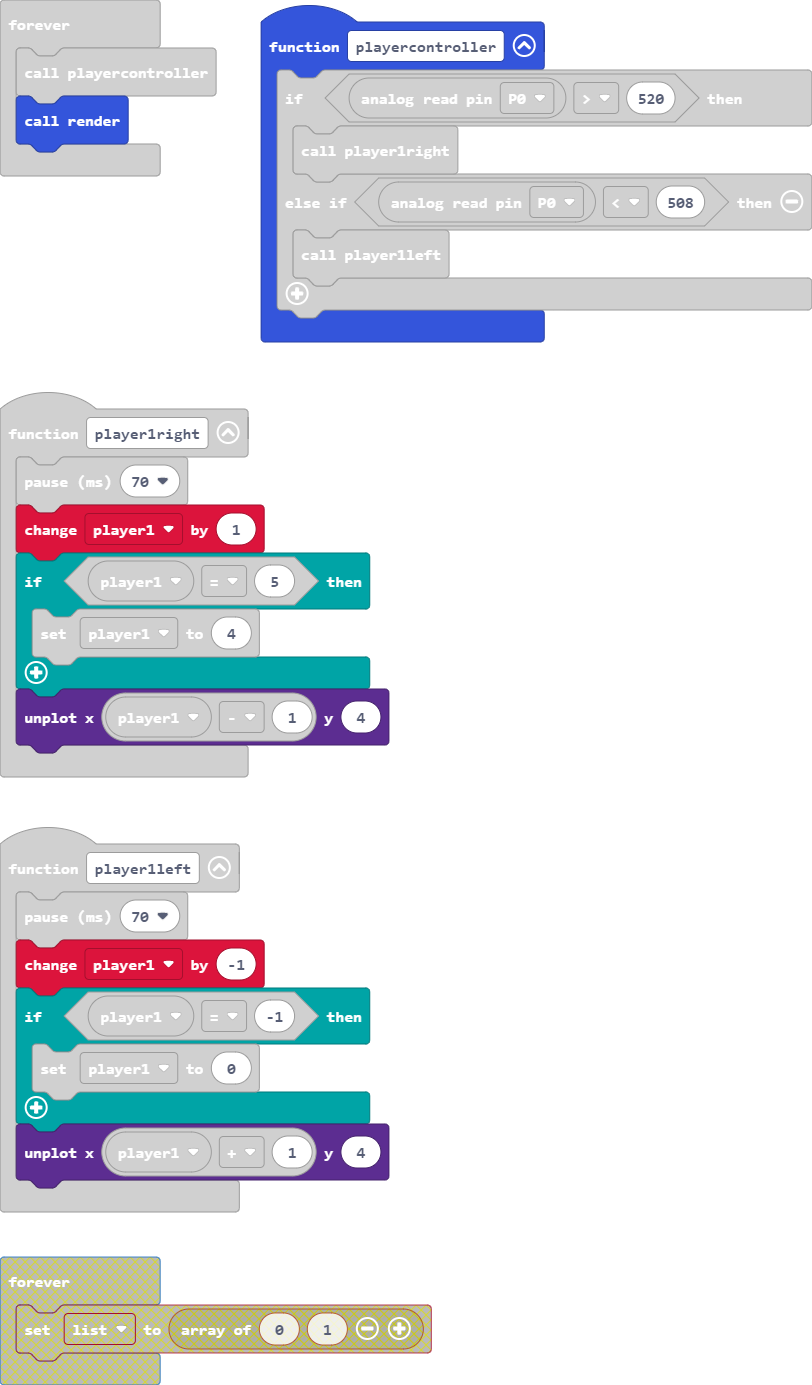 forever
call playercontroller
call render
function playercontroller
if analog read pin P0 > 520 then
call player1right
else if analog read pin P0 < 508 then
call player1left
function player1right
pause (ms) 70
change player1 by 1
if player1 = 5 then
set player1 to 4
unplot x player1 - 1 y 4
function player1left
pause (ms) 70
change player1 by -1
if player1 = -1 then
set player1 to 0
unplot x player1 + 1 y 4
forever
set list to array of 0 1